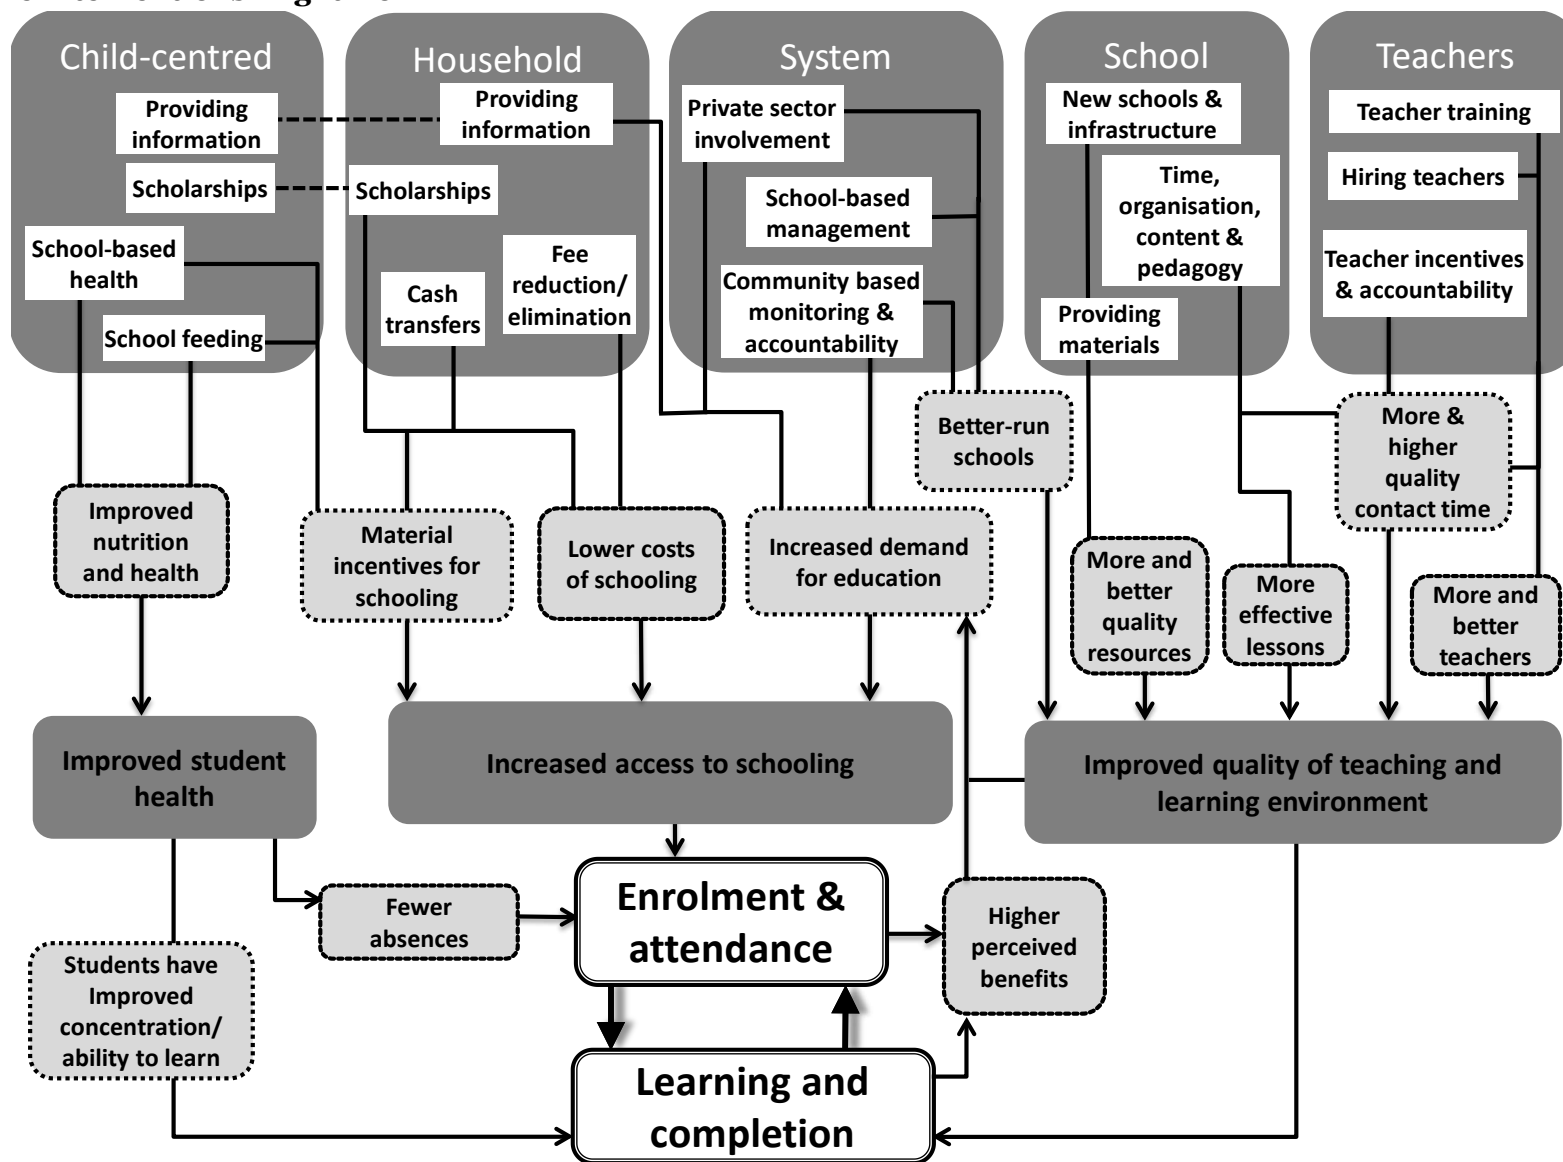 Child-centred
Providing
information
Scholarships
School-based
health
School feeding
Household
Providing
information
Scholarships
Cash
transfers
Fee
reduction/
elimination
System
Private sector
involvement
School-based
management
Community based
monitoring &
accountability
School
New schools &
infrastructure
Time,
organisation,
content &
pedagogy
Providing
materials
Teachers
Teacher training
Hiring teachers
Teacher incentives
& accountability
Improved
nutrition
and health
Material
incentives for
schooling
Lower costs
of schooling
Increased demand
for education
Better-run
schools
More and
better
quality
resources
More
effective
lessons
More &
higher
quality
contact time
More and
better
teachers
Improved student
health
Increased access to schooling
Improved quality of teaching and
learning environment
Fewer
absences
Enrolment &
attendance
Higher
perceived
benefits
Students have
Improved
concentration/
ability to learn
Learning and
completion